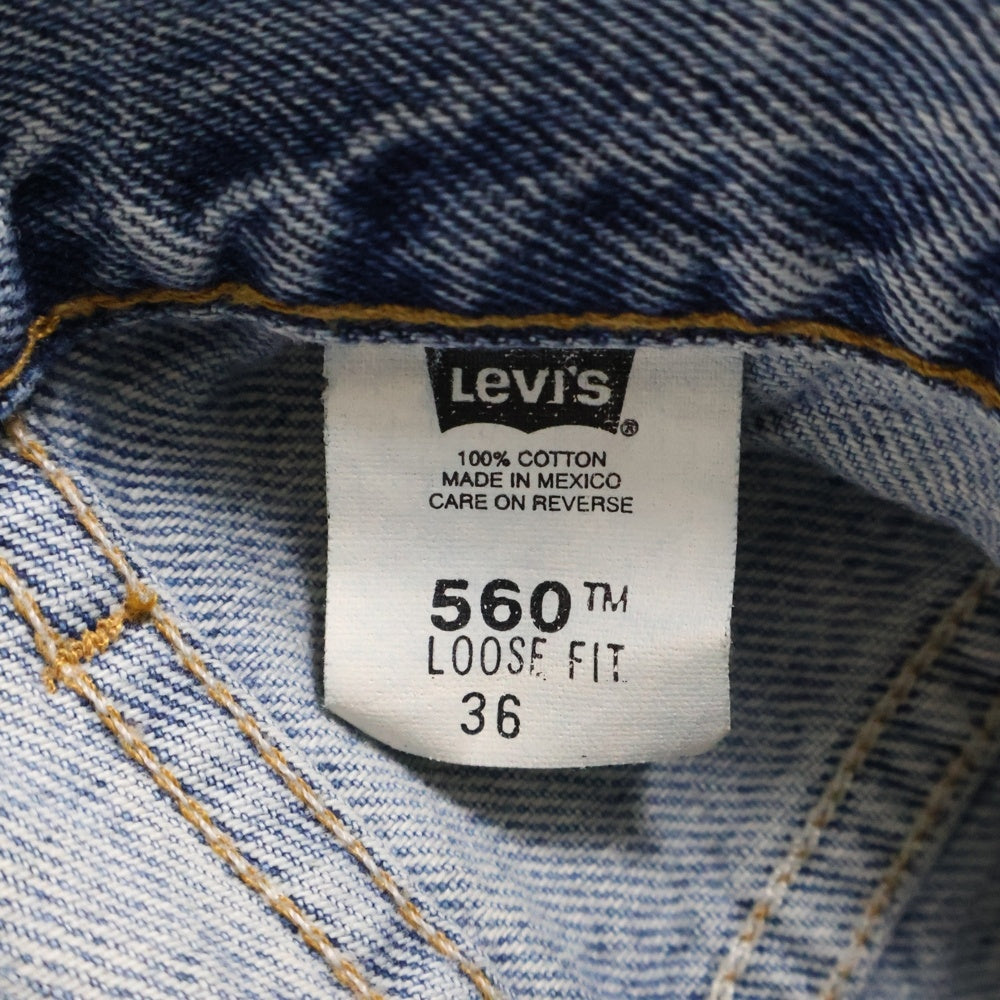 Levi's®
100% COTTON
MADE IN MEXICO
CARE ON REVERSE
560™
LOOSE FIT
36